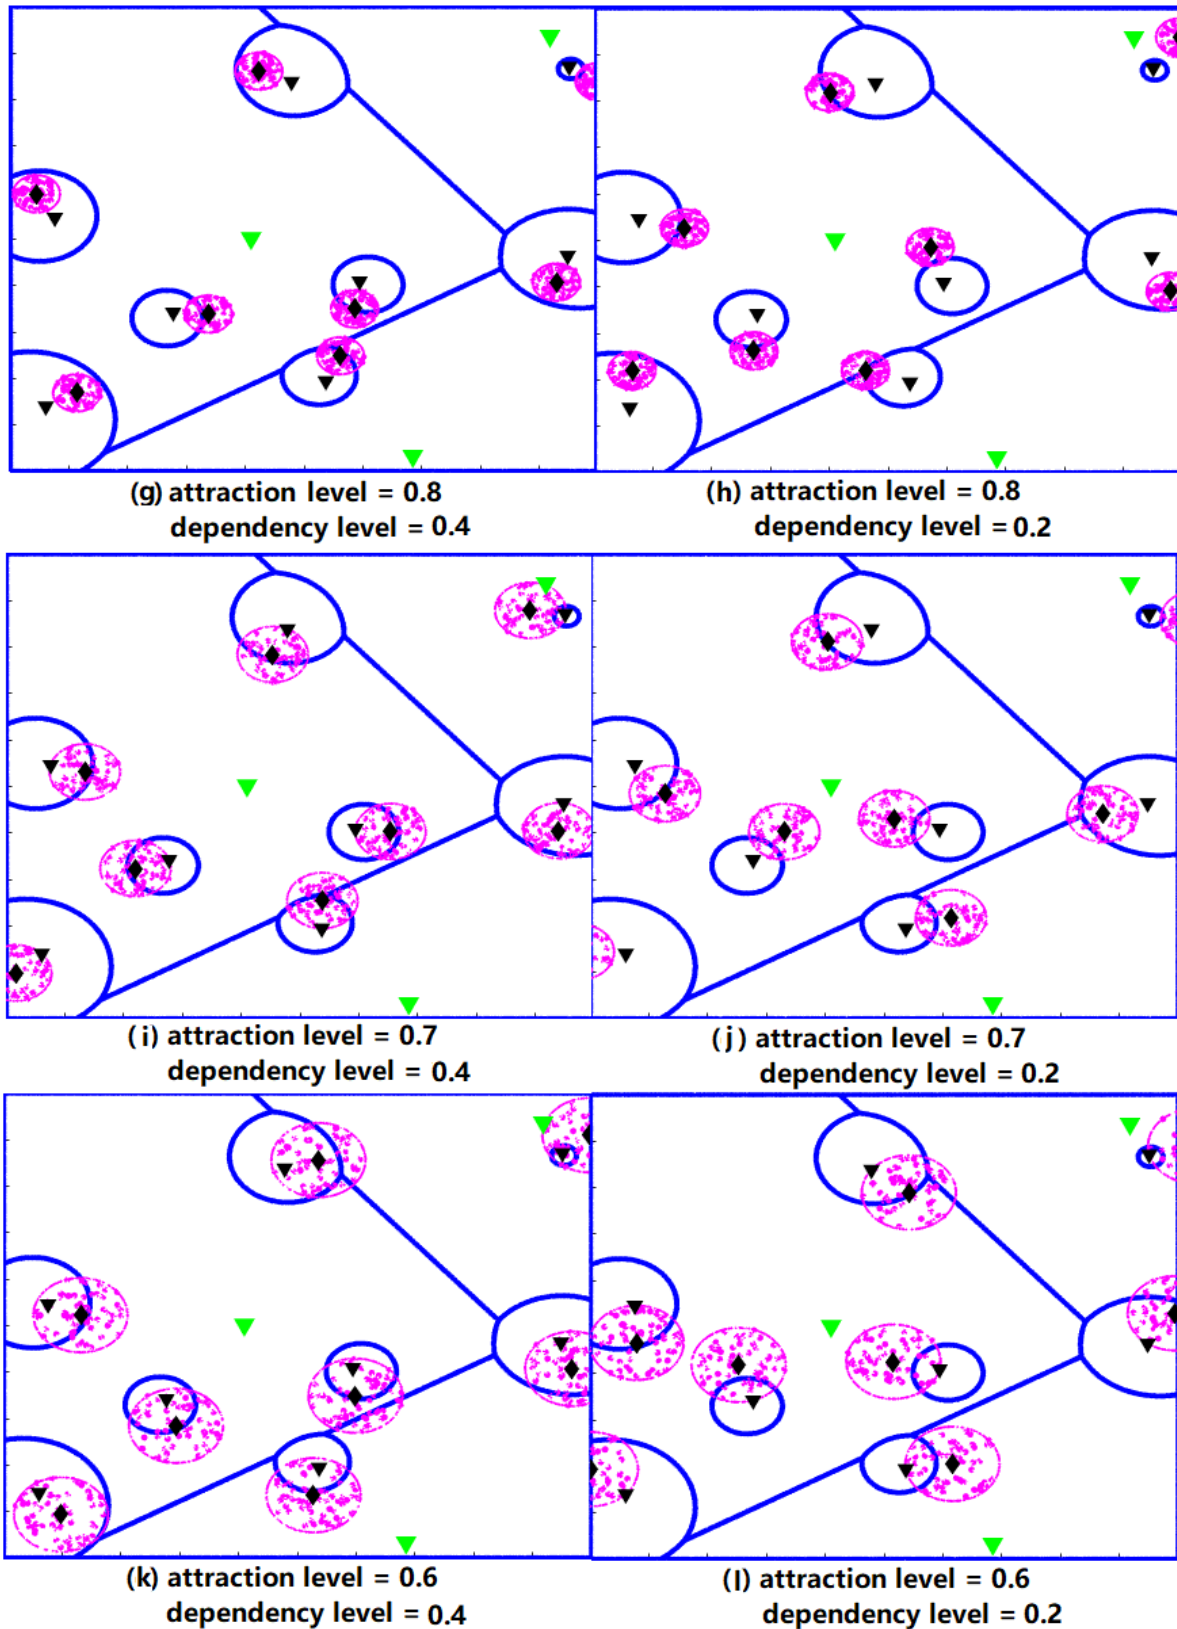 (g) attraction level = 0.8
dependency level = 0.4
(h) attraction level = 0.8
dependency level = 0.2
(i) attraction level = 0.7
dependency level = 0.4
(j) attraction level = 0.7
dependency level = 0.2
(k) attraction level = 0.6
dependency level = 0.4
(l) attraction level = 0.6
dependency level = 0.2